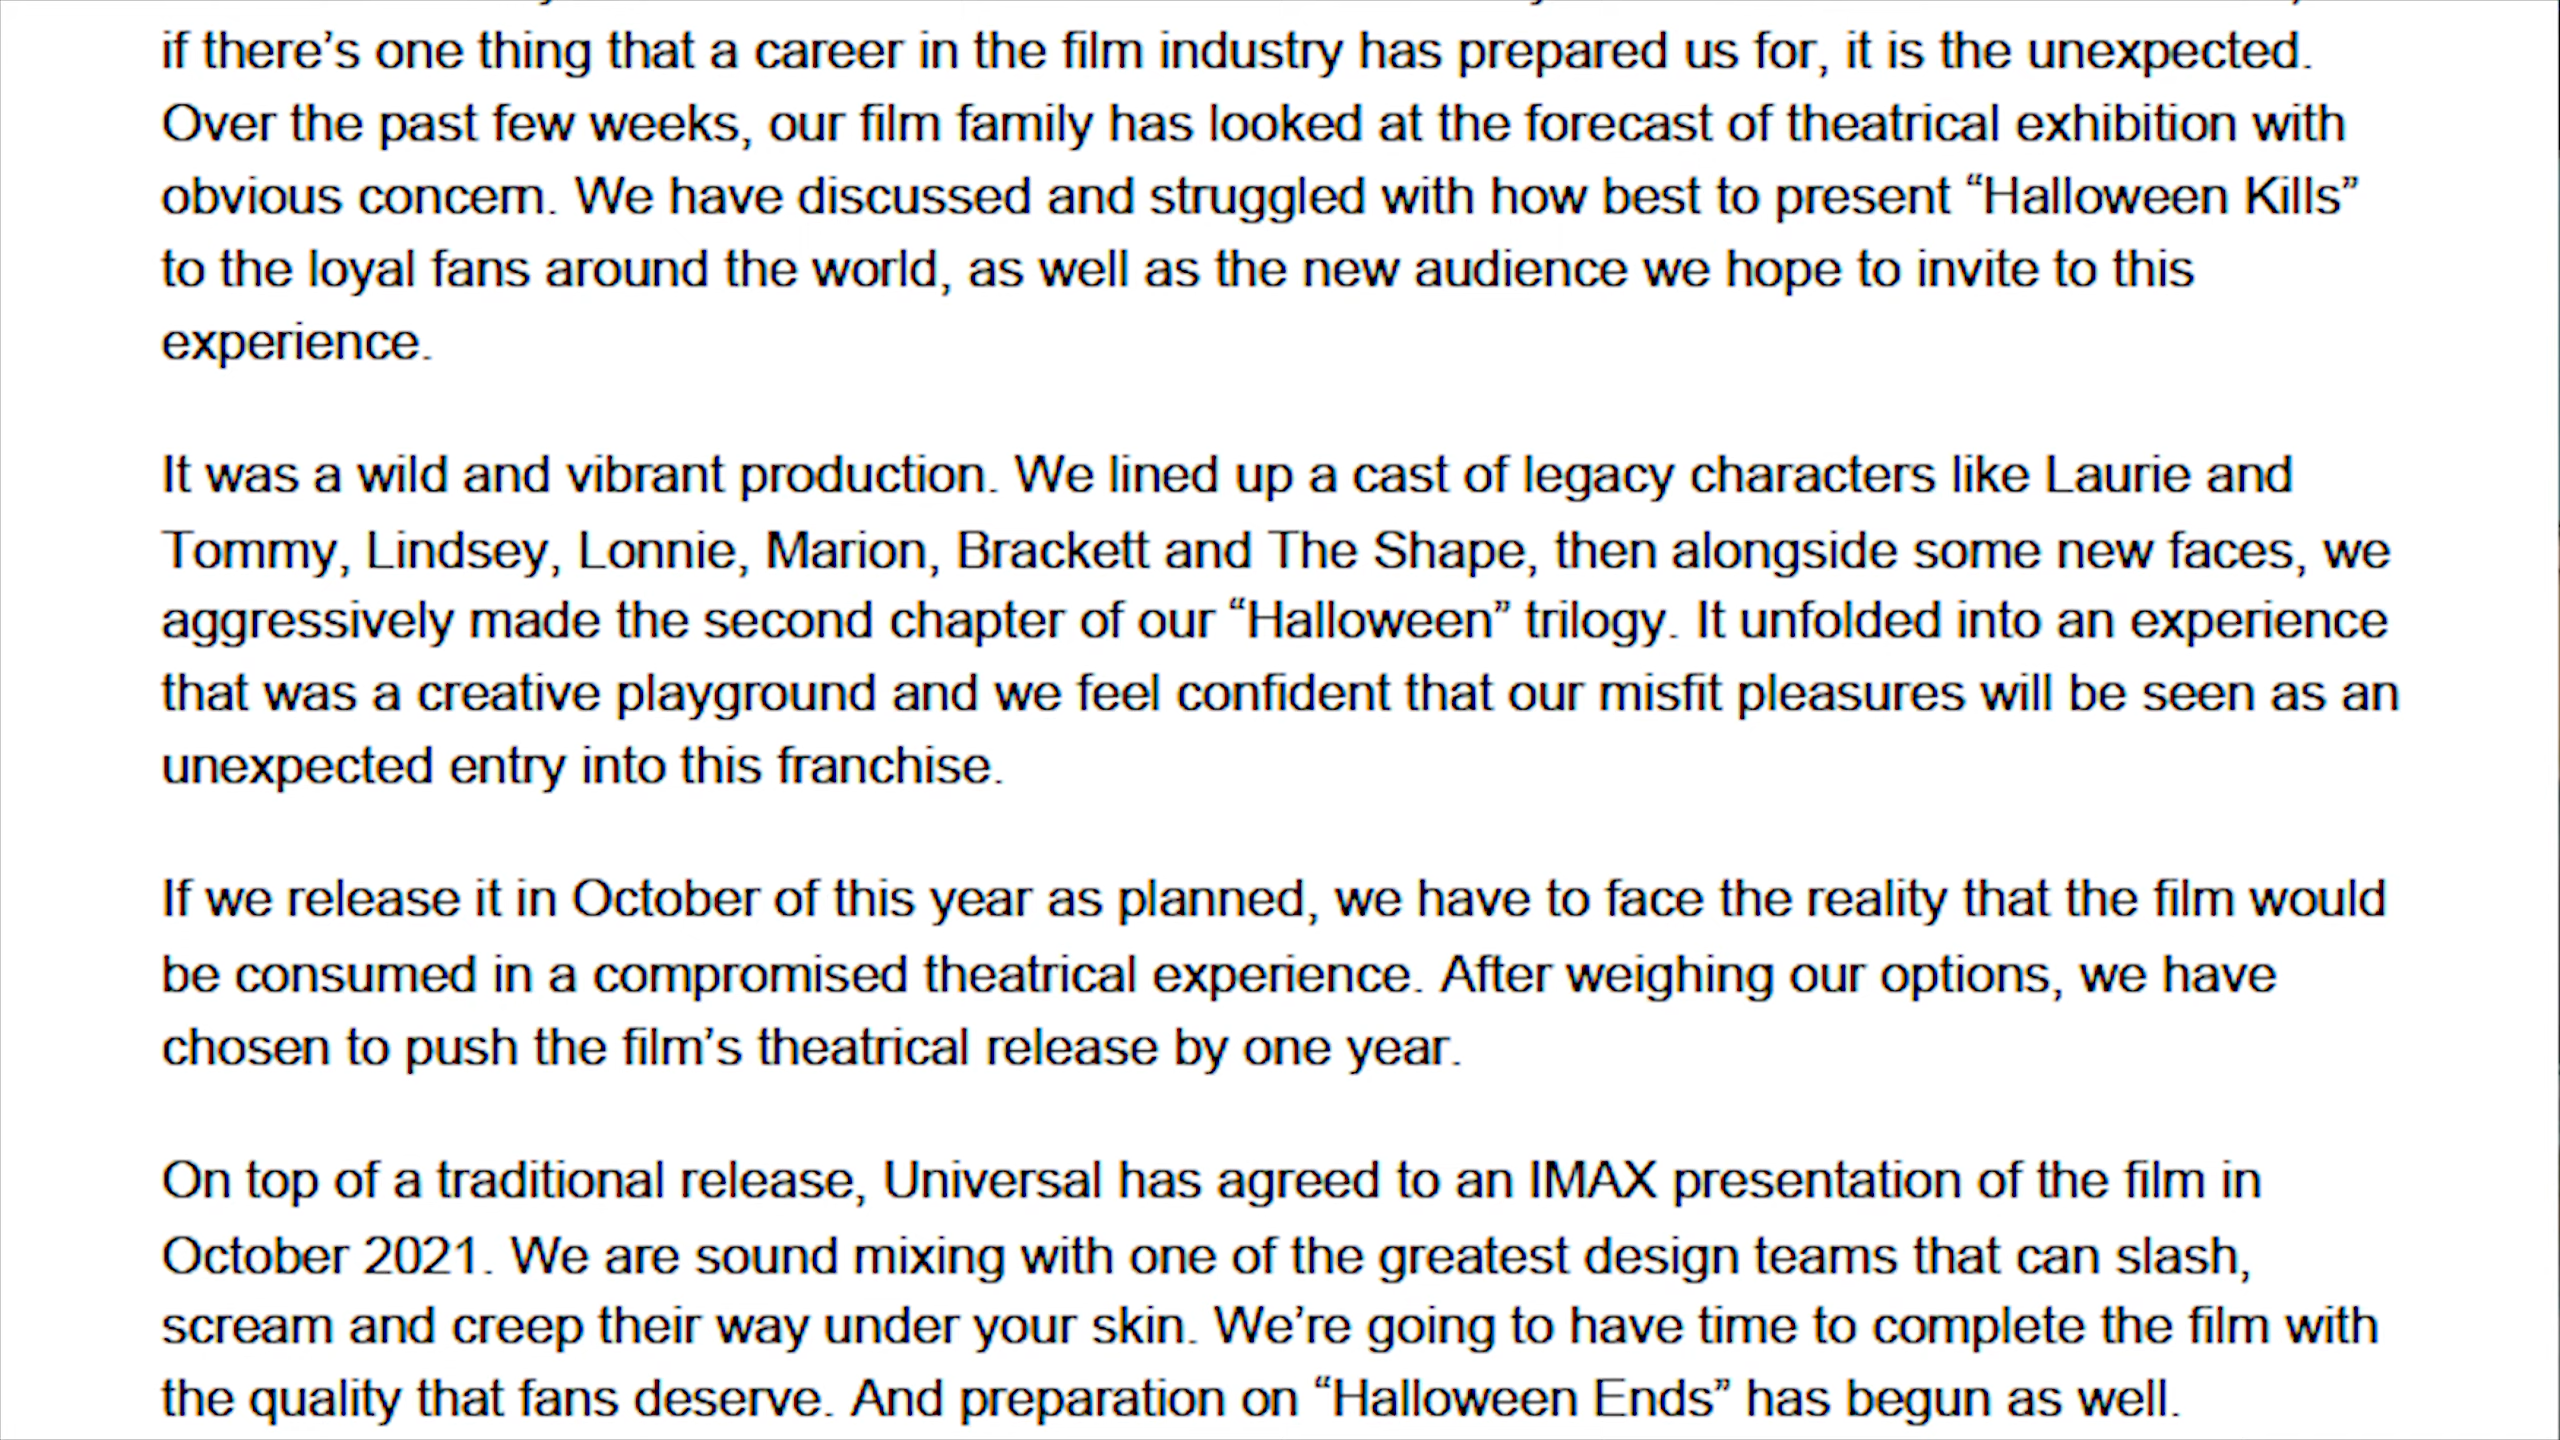 if there’s one thing that a career in the film industry has prepared us for, it is the unexpected.
Over the past few weeks, our film family has looked at the forecast of theatrical exhibition with
obvious concern. We have discussed and struggled with how best to present “Halloween Kills”
to the loyal fans around the world, as well as the new audience we hope to invite to this
experience.
It was a wild and vibrant production. We lined up a cast of legacy characters like Laurie and
Tommy, Lindsey, Lonnie, Marion, Brackett and The Shape, then alongside some new faces, we
aggressively made the second chapter of our “Halloween” trilogy. It unfolded into an experience
that was a creative playground and we feel confident that our misfit pleasures will be seen as an
unexpected entry into this franchise.
If we release it in October of this year as planned, we have to face the reality that the film would
be consumed in a compromised theatrical experience. After weighing our options, we have
chosen to push the film’s theatrical release by one year.
On top of a traditional release, Universal has agreed to an IMAX presentation of the film in
October 2021. We are sound mixing with one of the greatest design teams that can slash,
scream and creep their way under your skin. We’re going to have time to complete the film with
the quality that fans deserve. And preparation on “Halloween Ends” has begun as well.